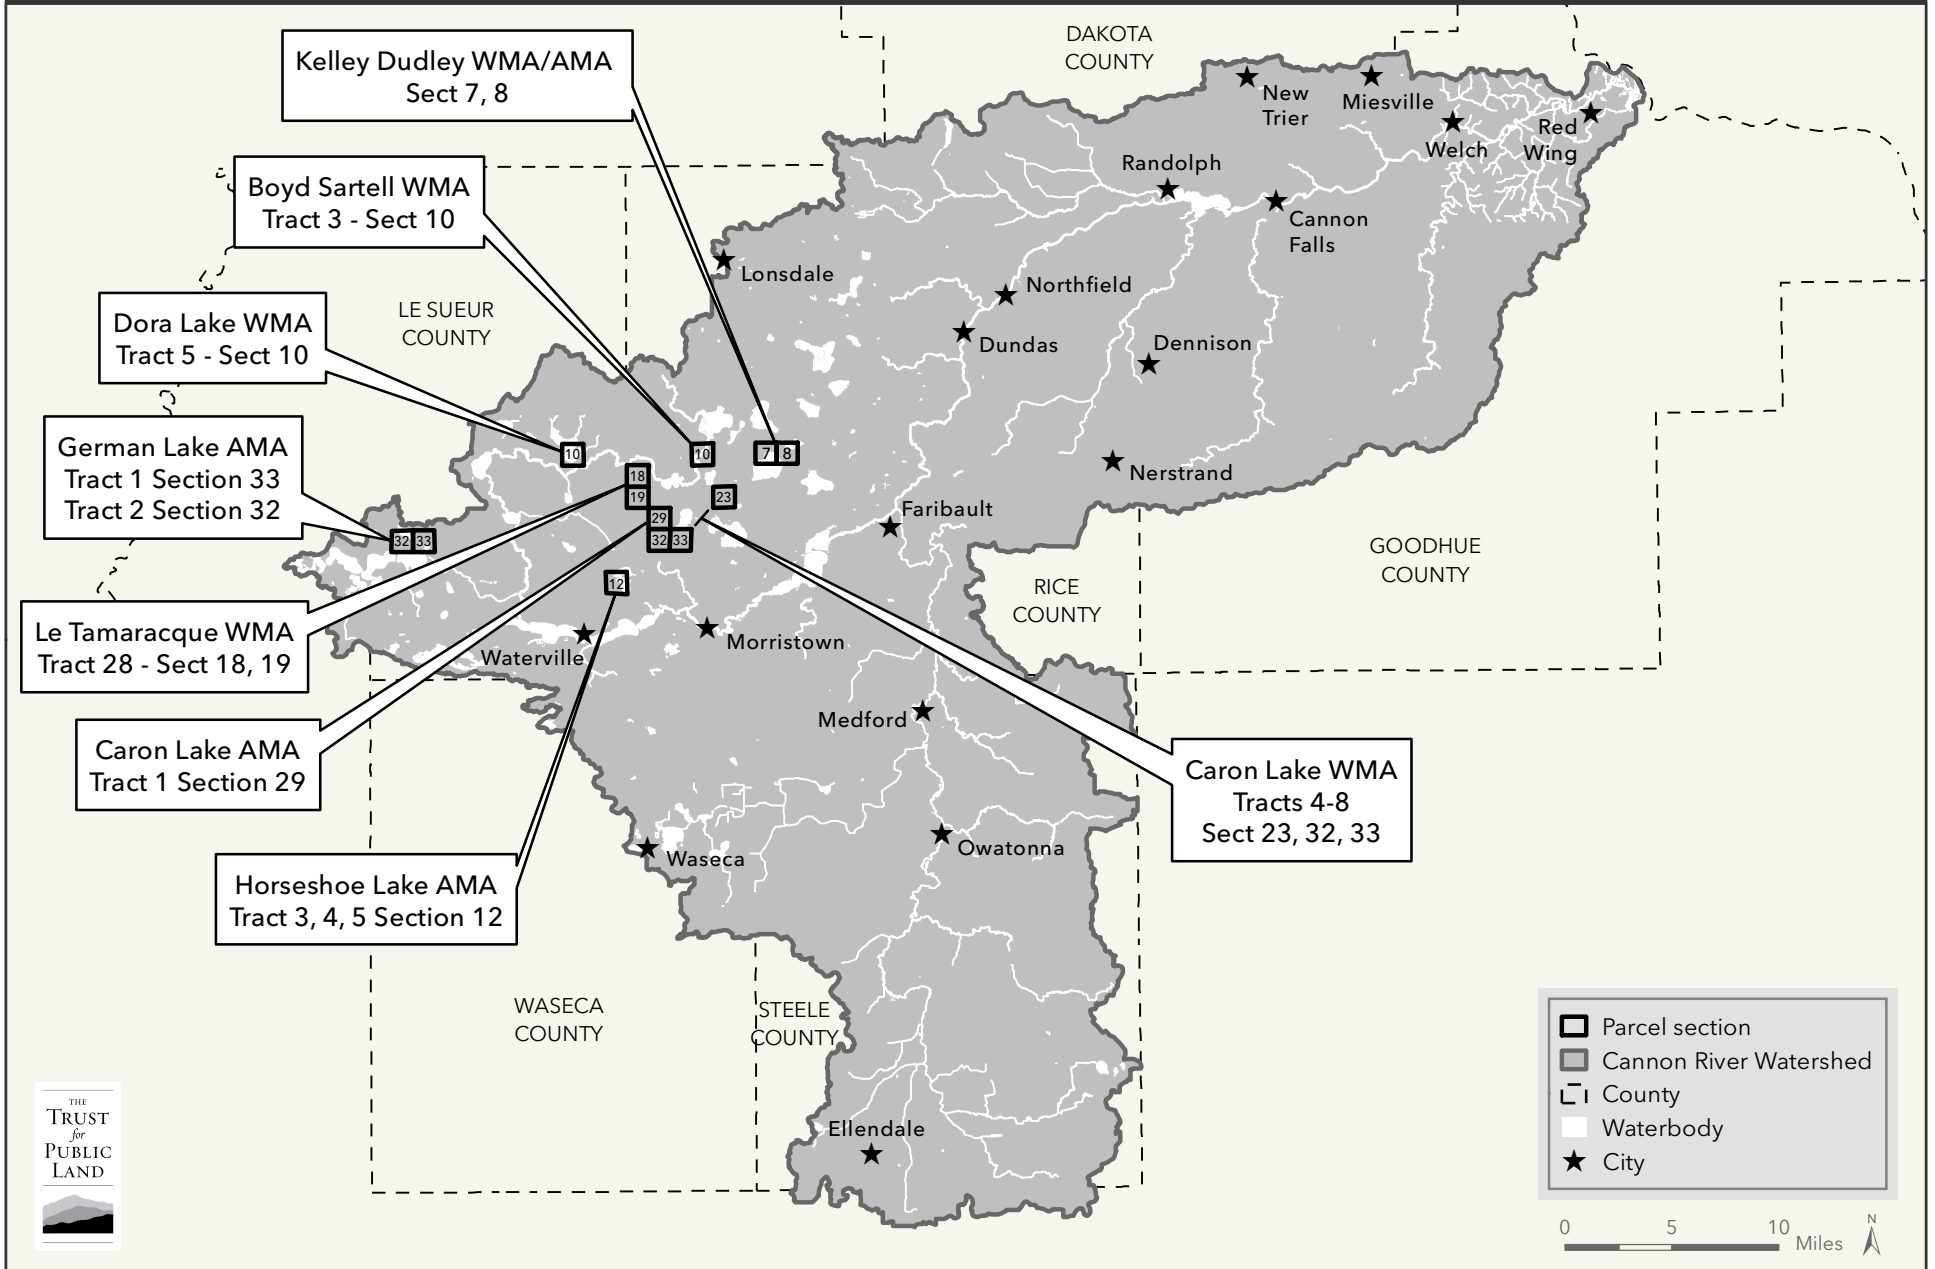 DAKOTA
COUNTY
Kelley Dudley WMA/AMA
Sect 7, 8
New
Trier
Miesville
Welch
Red
Wing
Boyd Sartell WMA
Tract 3 - Sect 10
Randolph
Cannon
Falls
Lonsdale
Northfield
Dora Lake WMA
Tract 5 - Sect 10
LE SUEUR
COUNTY
Dundas
Dennison
German Lake AMA
Tract 1 Section 33
Tract 2 Section 32
10
10
7
8
18
19
23
29
32
33
32
33
12
Nerstrand
Faribault
GOODHUE
COUNTY
RICE
COUNTY
Le Tamaracque WMA
Tract 28 - Sect 18, 19
Waterville
Morristown
Medford
Caron Lake AMA
Tract 1 Section 29
Caron Lake WMA
Tracts 4-8
Sect 23, 32, 33
Waseca
Owatonna
Horseshoe Lake AMA
Tract 3, 4, 5 Section 12
WASECA
COUNTY
STEELE
COUNTY
Ellendale
THE
TRUST
for
PUBLIC
LAND
Parcel section
Cannon River Watershed
County
Waterbody
City
0
5
10
Miles
N